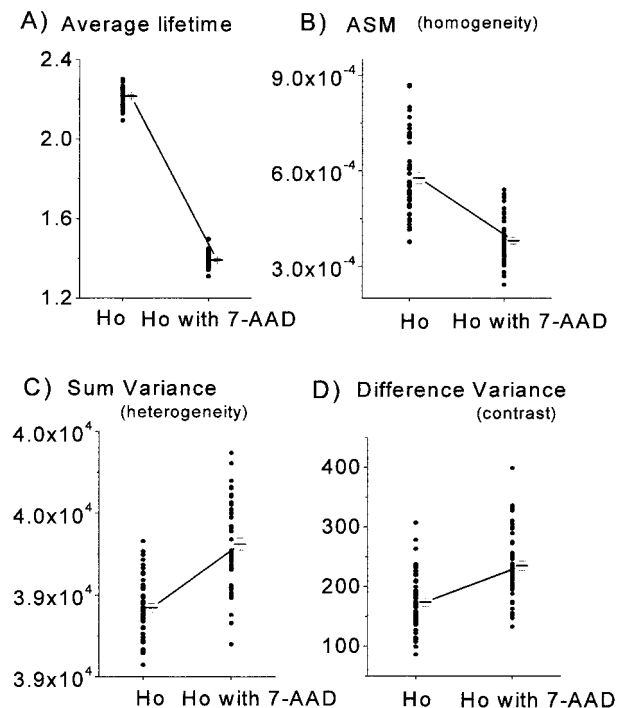 A) Average lifetime
B) ASM (homogeneity)
2.4
2.0
1.6
1.2
Ho Ho with 7-AAD
9.0x10⁻⁴
6.0x10⁻⁴
3.0x10⁻⁴
Ho Ho with 7-AAD
C) Sum Variance
(heterogeneity)
D) Difference Variance
(contrast)
4.0x10⁴
4.0x10⁴
3.9x10⁴
3.9x10⁴
Ho Ho with 7-AAD
400
300
200
100
Ho Ho with 7-AAD